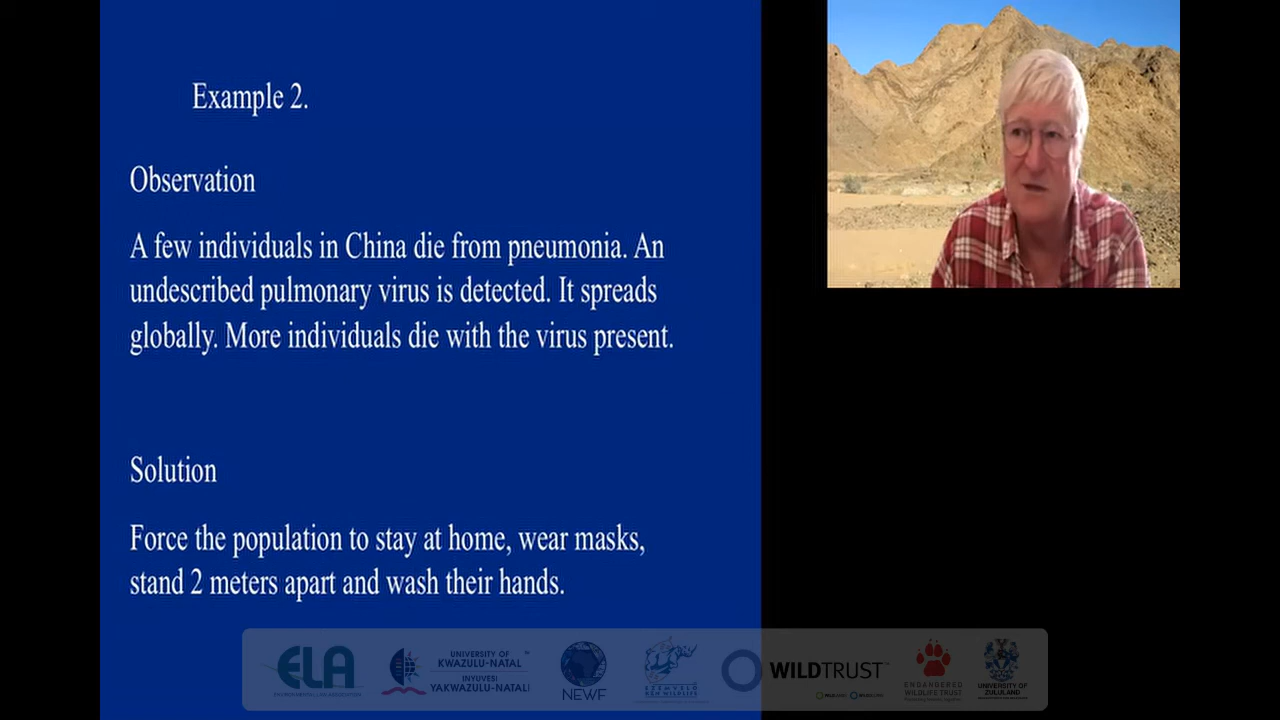 Example 2.
Observation
A few individuals in China die from pneumonia. An
undescribed pulmonary virus is detected. It spreads
globally. More individuals die with the virus present.
Solution
Force the population to stay at home, wear masks,
stand 2 meters apart and wash their hands.
ELA
UNIVERSITY OF
KWAZULU-NATAL
INYUVESI
YAKWAZULU-NATALI
NEWF
EZEMVELO
KZN WILDLIFE
WILDTRUST
ENDANGERED
WILDLIFE TRUST
UNIVERSITY OF
ZULULAND